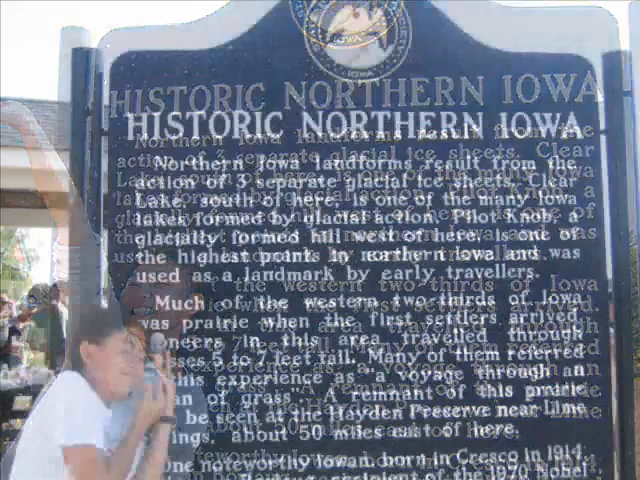 IOWA
HISTORIC NORTHERN IOWA
Northern Iowa landforms result from the
action of 3 separate glacial ice sheets. Clear
Lake, south of here, is one of the many Iowa
lakes formed by glacial action. Pilot Knob, a
glacially formed hill west of here, is one of
the highest points in northern Iowa and was
used as a landmark by early travellers.
Much of the western two-thirds of Iowa
was prairie when the first settlers arrived.
oneers in this area travelled through
sses 5 to 7 feet tall. Many of them referred
this experience as "a voyage through an
an of grass". A remnant of this prairie
be seen at the Hayden Preserve near Lime
ings, about 50 miles east of here.
One noteworthy Iowan, born in Cresco in 1914,
recipient of the 1970 Nobel